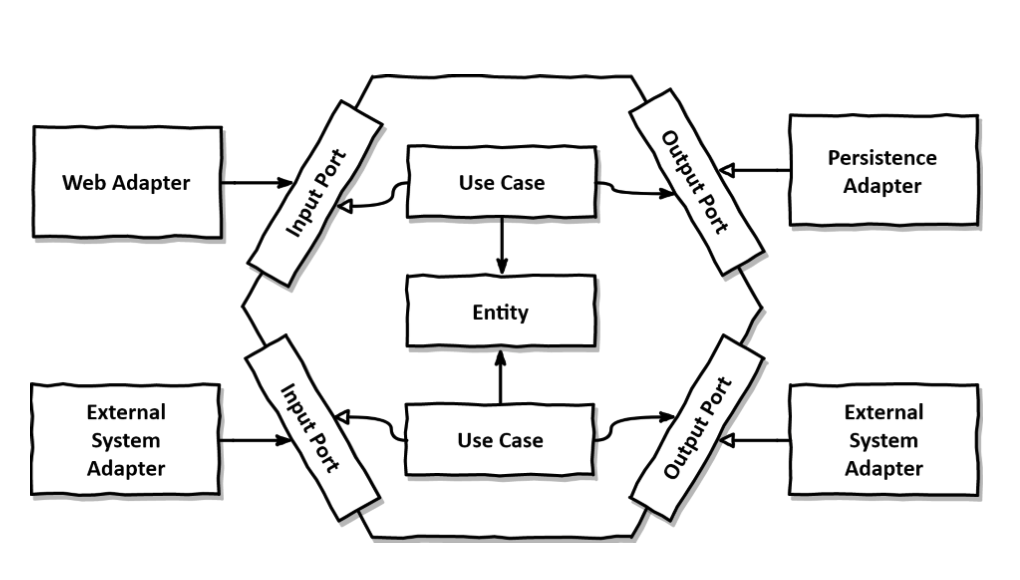 Web Adapter
Input Port
Use Case
Output Port
Persistence
Adapter
Entity
External
System
Adapter
Input Port
Use Case
Output Port
External
System
Adapter